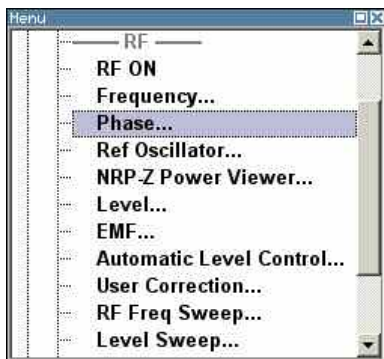 Menu
RF
RF ON
Frequency...
Phase...
Ref Oscillator...
NRP-Z Power Viewer...
Level...
EMF...
Automatic Level Control...
User Correction...
RF Freq Sweep...
Level Sweep...